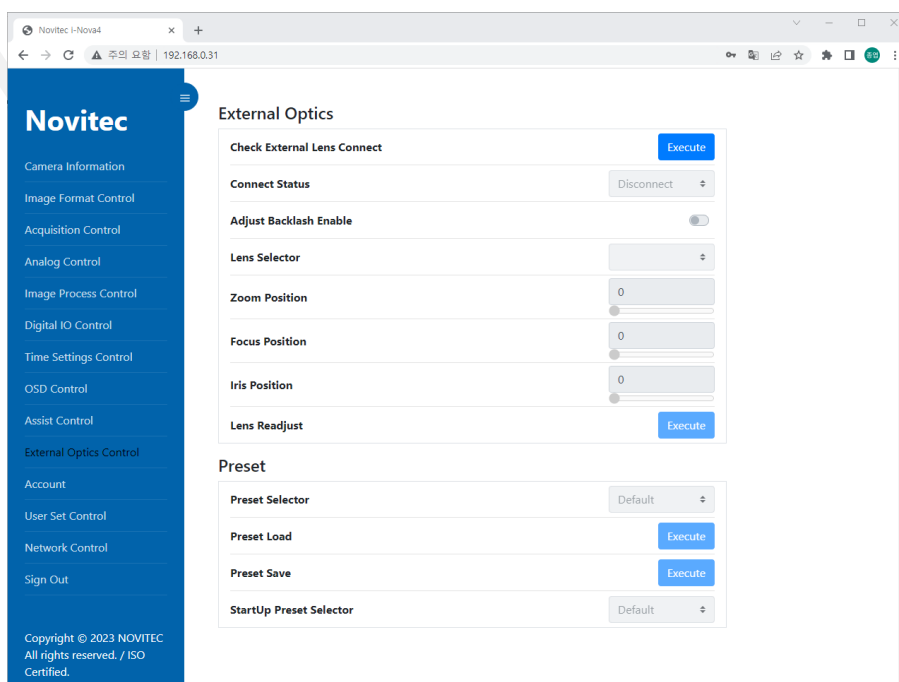 Novitec i-Nova4
주의 요함 | 192.168.0.31
종엽
Novitec
Camera Information
Image Format Control
Acquisition Control
Analog Control
Image Process Control
Digital IO Control
Time Settings Control
OSD Control
Assist Control
External Optics Control
Account
User Set Control
Network Control
Sign Out
Copyright © 2023 NOVITEC
All rights reserved. / ISO
Certified.
External Optics
Check External Lens Connect Execute
Connect Status Disconnect
Adjust Backlash Enable
Lens Selector
Zoom Position 0
Focus Position 0
Iris Position 0
Lens Readjust Execute
Preset
Preset Selector Default
Preset Load Execute
Preset Save Execute
StartUp Preset Selector Default